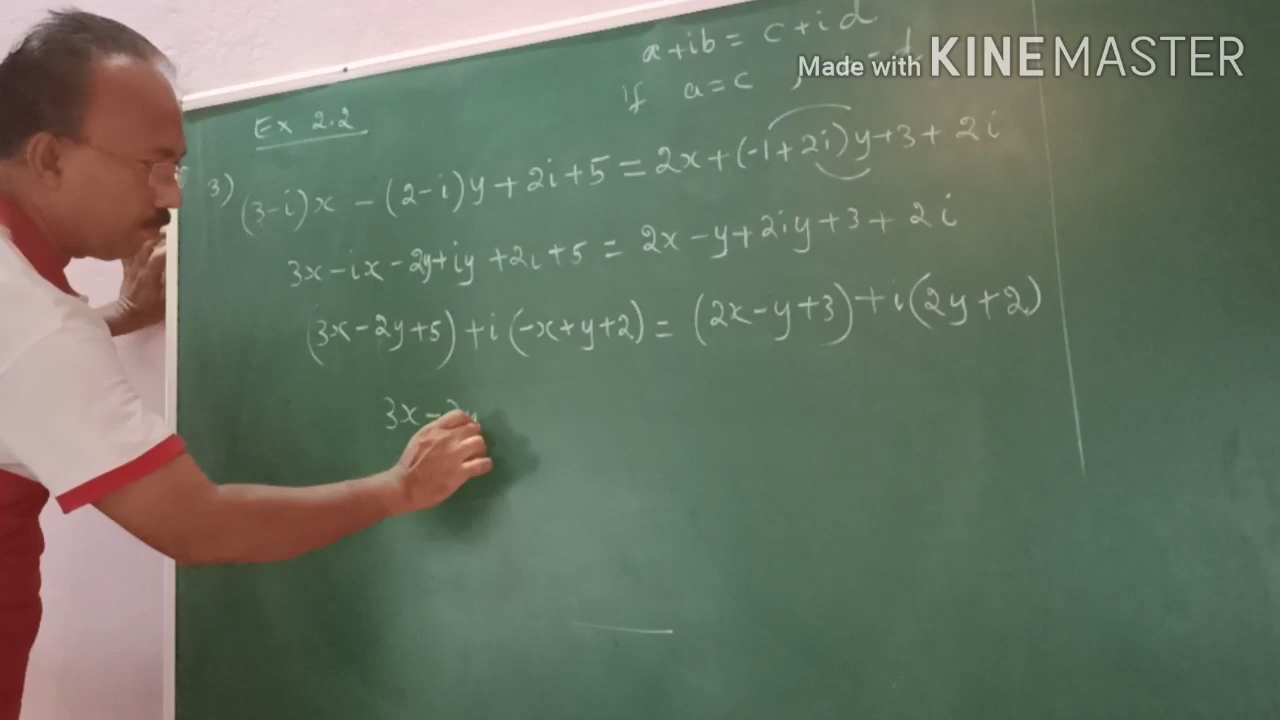 a+ib = c+id
if a=c , = d
Made with KINEMASTER
Ex 2.2
3) (3-i)x - (2-i)y + 2i+5 = 2x+(-1+2i)y+3+2i
3x-ix-2y+iy+2i+5 = 2x-y+2iy+3+2i
(3x-2y+5)+i(-x+y+2) = (2x-y+3)+i(2y+2)
3x-2y